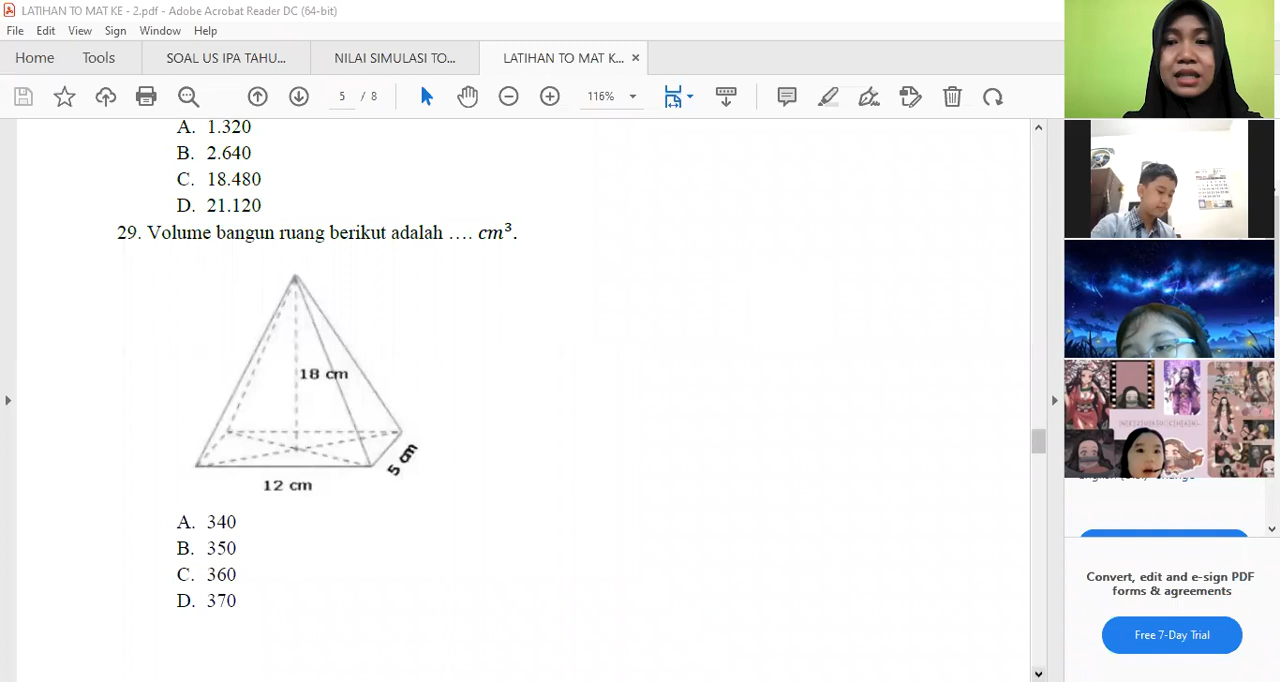 LATIHAN TO MAT KE - 2.pdf - Adobe Acrobat Reader DC (64-bit)
File Edit View Sign Window Help
Home Tools SOAL US IPA TAHU... NILAI SIMULASI TO... LATIHAN TO MAT K... ×
5 / 8 116%
A. 1.320
B. 2.640
C. 18.480
D. 21.120
29. Volume bangun ruang berikut adalah …. cm³.
18 cm
5 cm
12 cm
A. 340
B. 350
C. 360
D. 370
Convert, edit and e-sign PDF
forms & agreements
Free 7-Day Trial